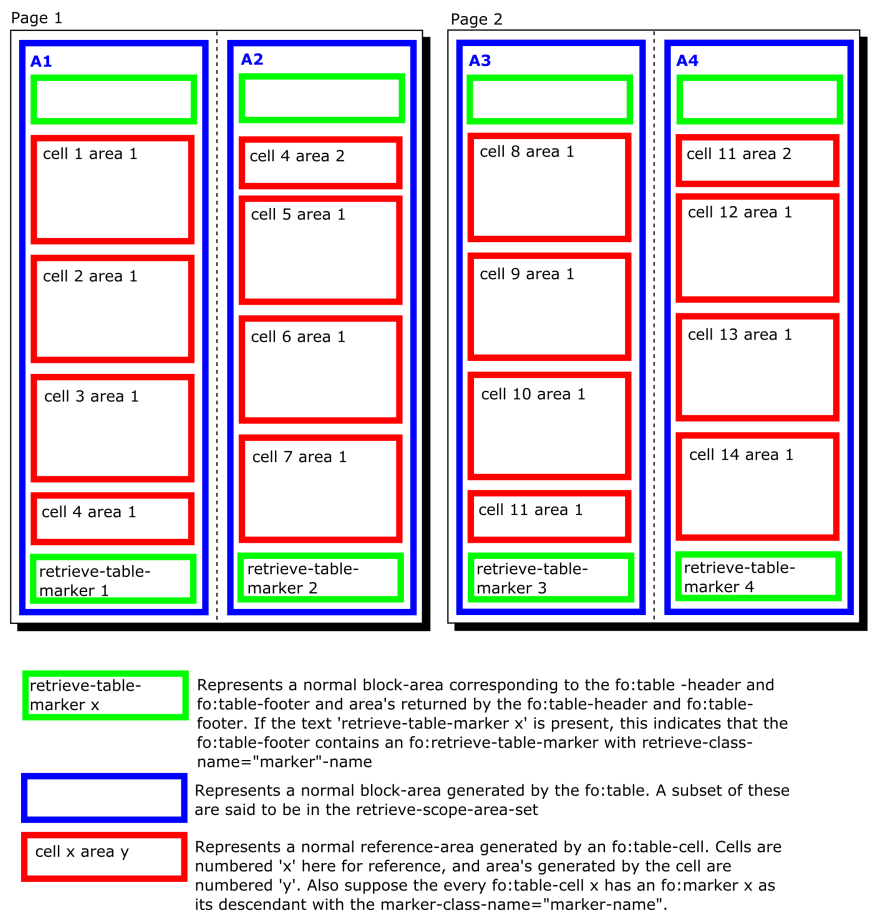 Page 1
A1
cell 1 area 1
cell 2 area 1
cell 3 area 1
cell 4 area 1
retrieve-table-
marker 1
A2
cell 4 area 2
cell 5 area 1
cell 6 area 1
cell 7 area 1
retrieve-table-
marker 2
Page 2
A3
cell 8 area 1
cell 9 area 1
cell 10 area 1
cell 11 area 1
retrieve-table-
marker 3
A4
cell 11 area 2
cell 12 area 1
cell 13 area 1
cell 14 area 1
retrieve-table-
marker 4
retrieve-table-
marker x
Represents a normal block-area corresponding to the fo:table -header and
fo:table-footer and area's returned by the fo:table-header and fo:table-
footer. If the text 'retrieve-table-marker x' is present, this indicates that the
fo:table-footer contains an fo:retrieve-table-marker with retrieve-class-
name="marker"-name
Represents a normal block-area generated by the fo:table. A subset of these
are said to be in the retrieve-scope-area-set
cell x area y
Represents a normal reference-area generated by an fo:table-cell. Cells are
numbered 'x' here for reference, and area's generated by the cell are
numbered 'y'. Also suppose the every fo:table-cell x has an fo:marker x as
its descendant with the marker-class-name="marker-name".